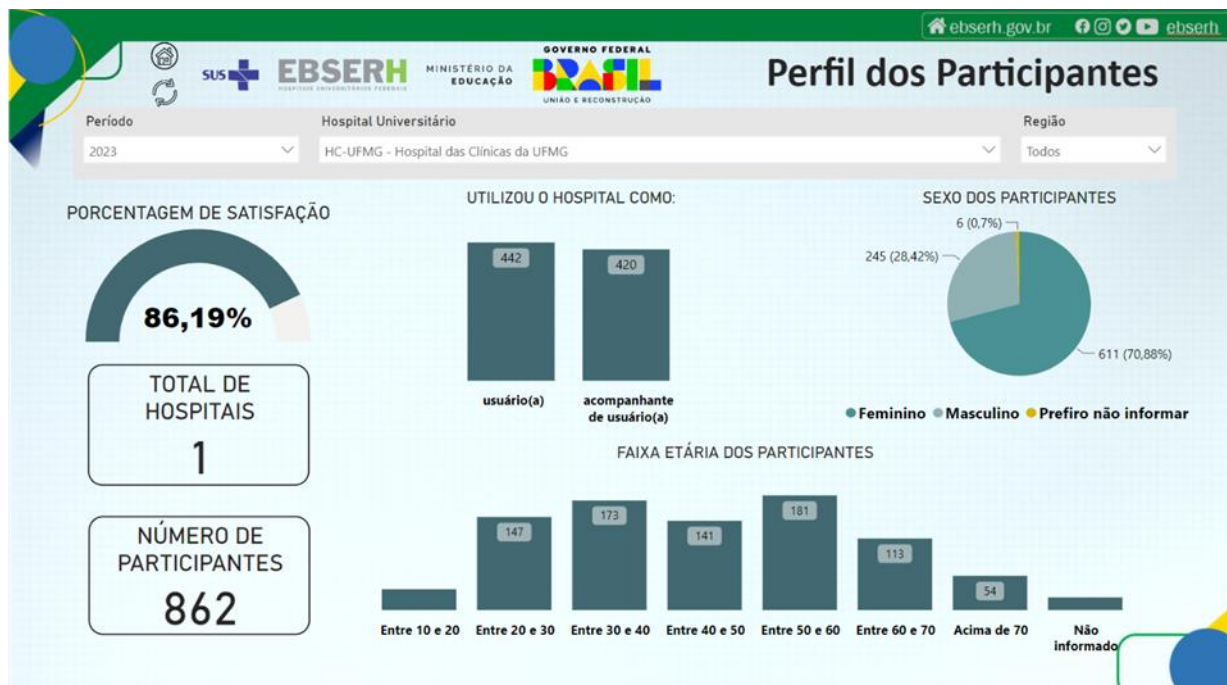 ebserh.gov.br ebserh
SUS
EBSERH
HOSPITAIS UNIVERSITÁRIOS FEDERAIS
MINISTÉRIO DA
EDUCAÇÃO
GOVERNO FEDERAL
BRASIL
UNIÃO E RECONSTRUÇÃO
Perfil dos Participantes
Período
2023
Hospital Universitário
HC-UFMG - Hospital das Clínicas da UFMG
Região
Todos
PORCENTAGEM DE SATISFAÇÃO
86,19%
TOTAL DE
HOSPITAIS
1
NÚMERO DE
PARTICIPANTES
862
UTILIZOU O HOSPITAL COMO:
442
420
usuário(a)
acompanhante
de usuário(a)
SEXO DOS PARTICIPANTES
6 (0,7%)
245 (28,42%)
611 (70,88%)
Feminino Masculino Prefiro não informar
FAIXA ETÁRIA DOS PARTICIPANTES
147
173
141
181
113
54
Entre 10 e 20
Entre 20 e 30
Entre 30 e 40
Entre 40 e 50
Entre 50 e 60
Entre 60 e 70
Acima de 70
Não
informado